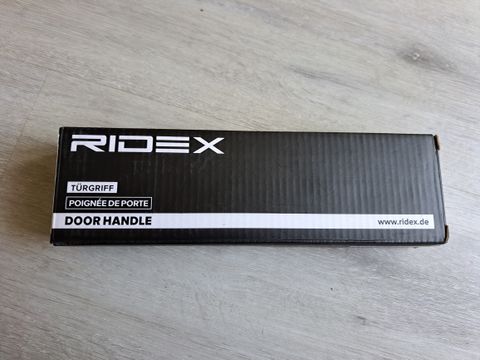 RIDEX
TÜRGRIFF
POIGNÉE DE PORTE
DOOR HANDLE
www.ridex.de